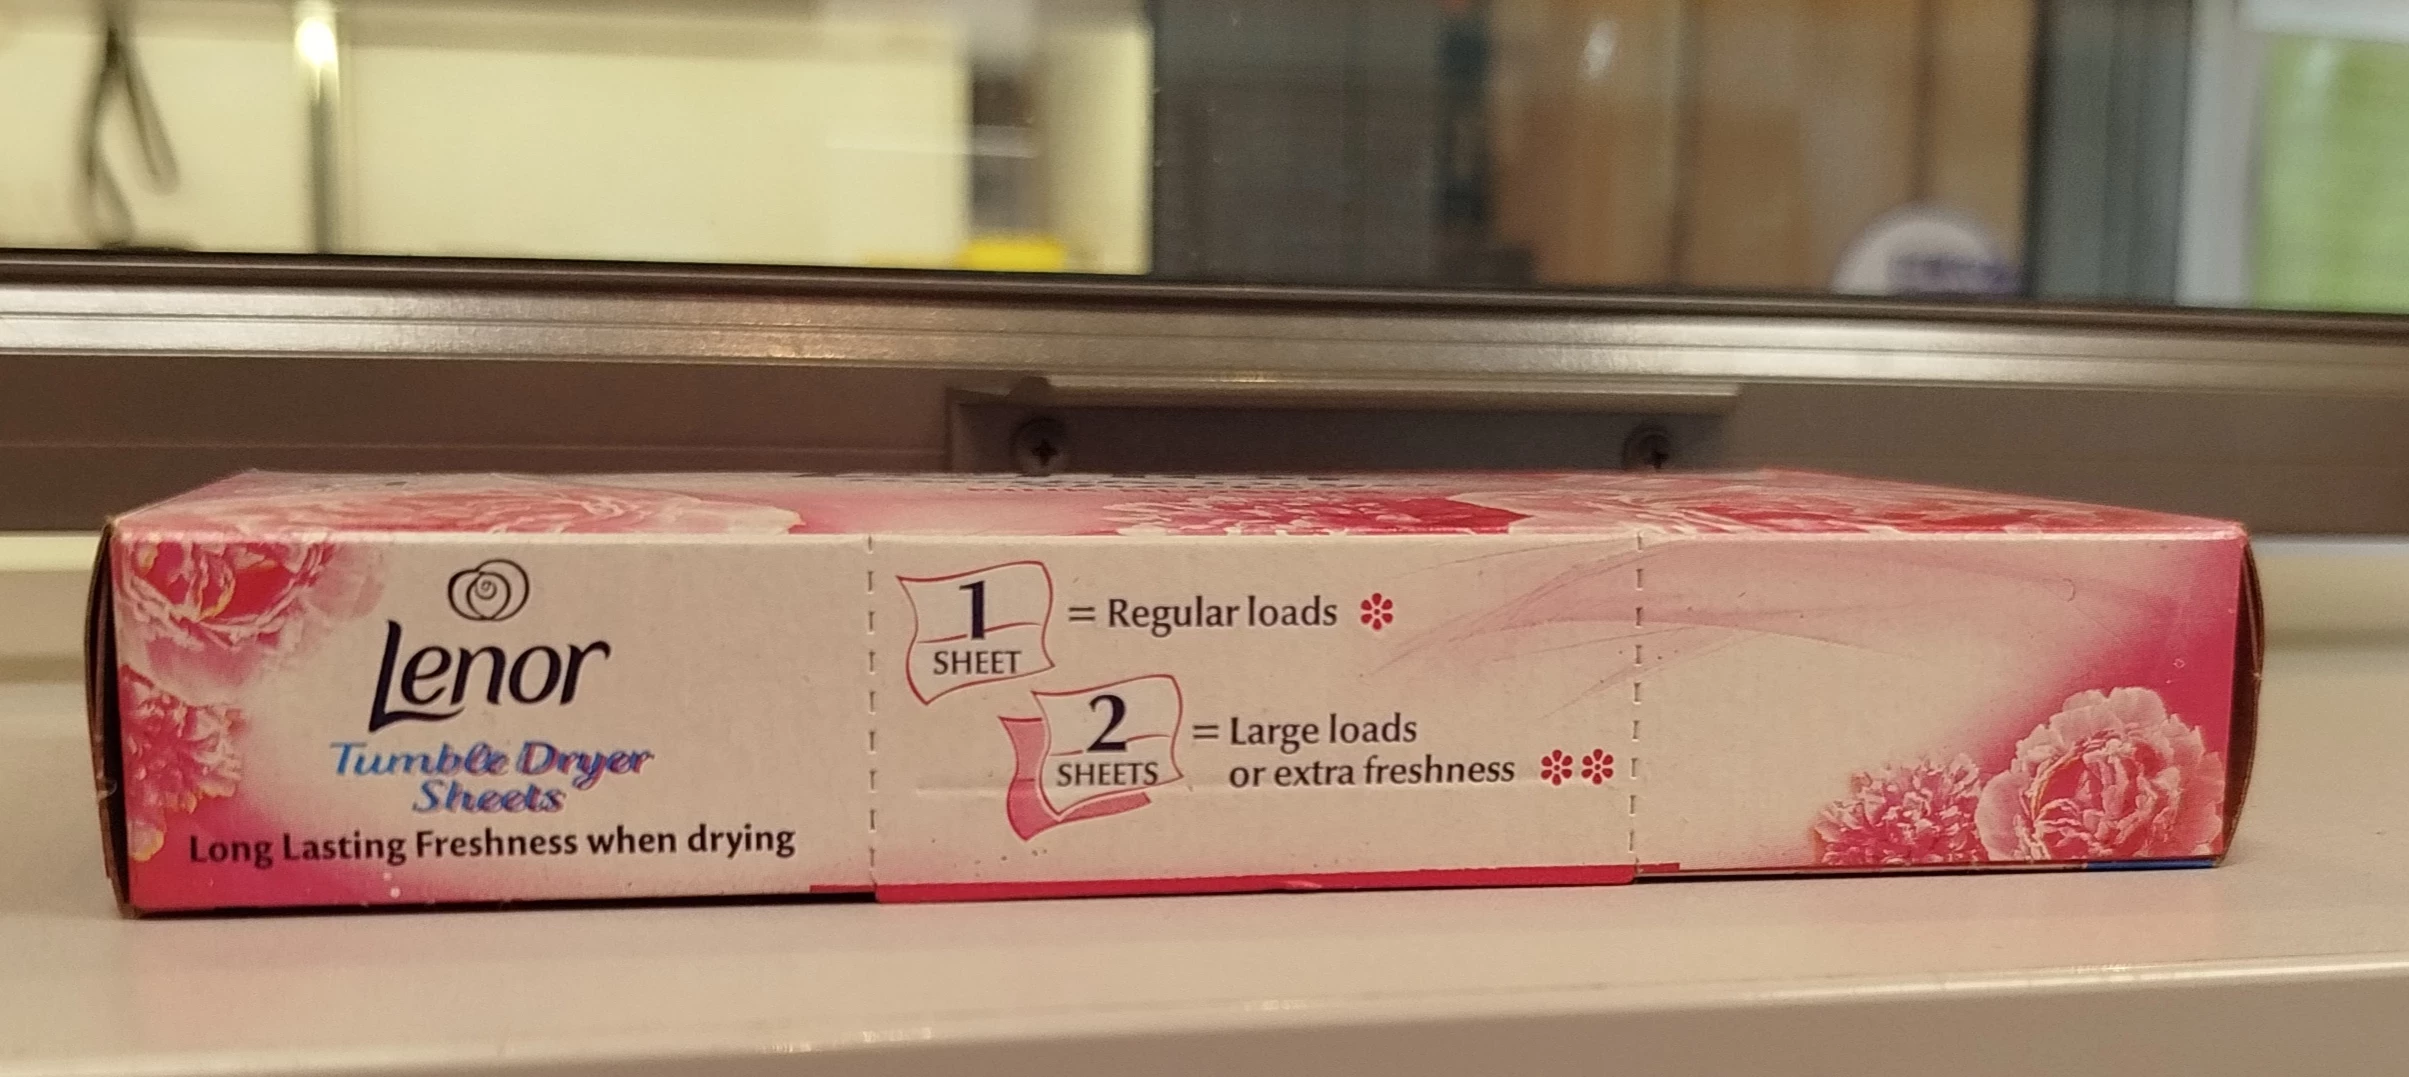 Lenor
Tumble Dryer
Sheets
Long Lasting Freshness when drying
1
SHEET
= Regular loads
2
SHEETS
= Large loads
or extra freshness